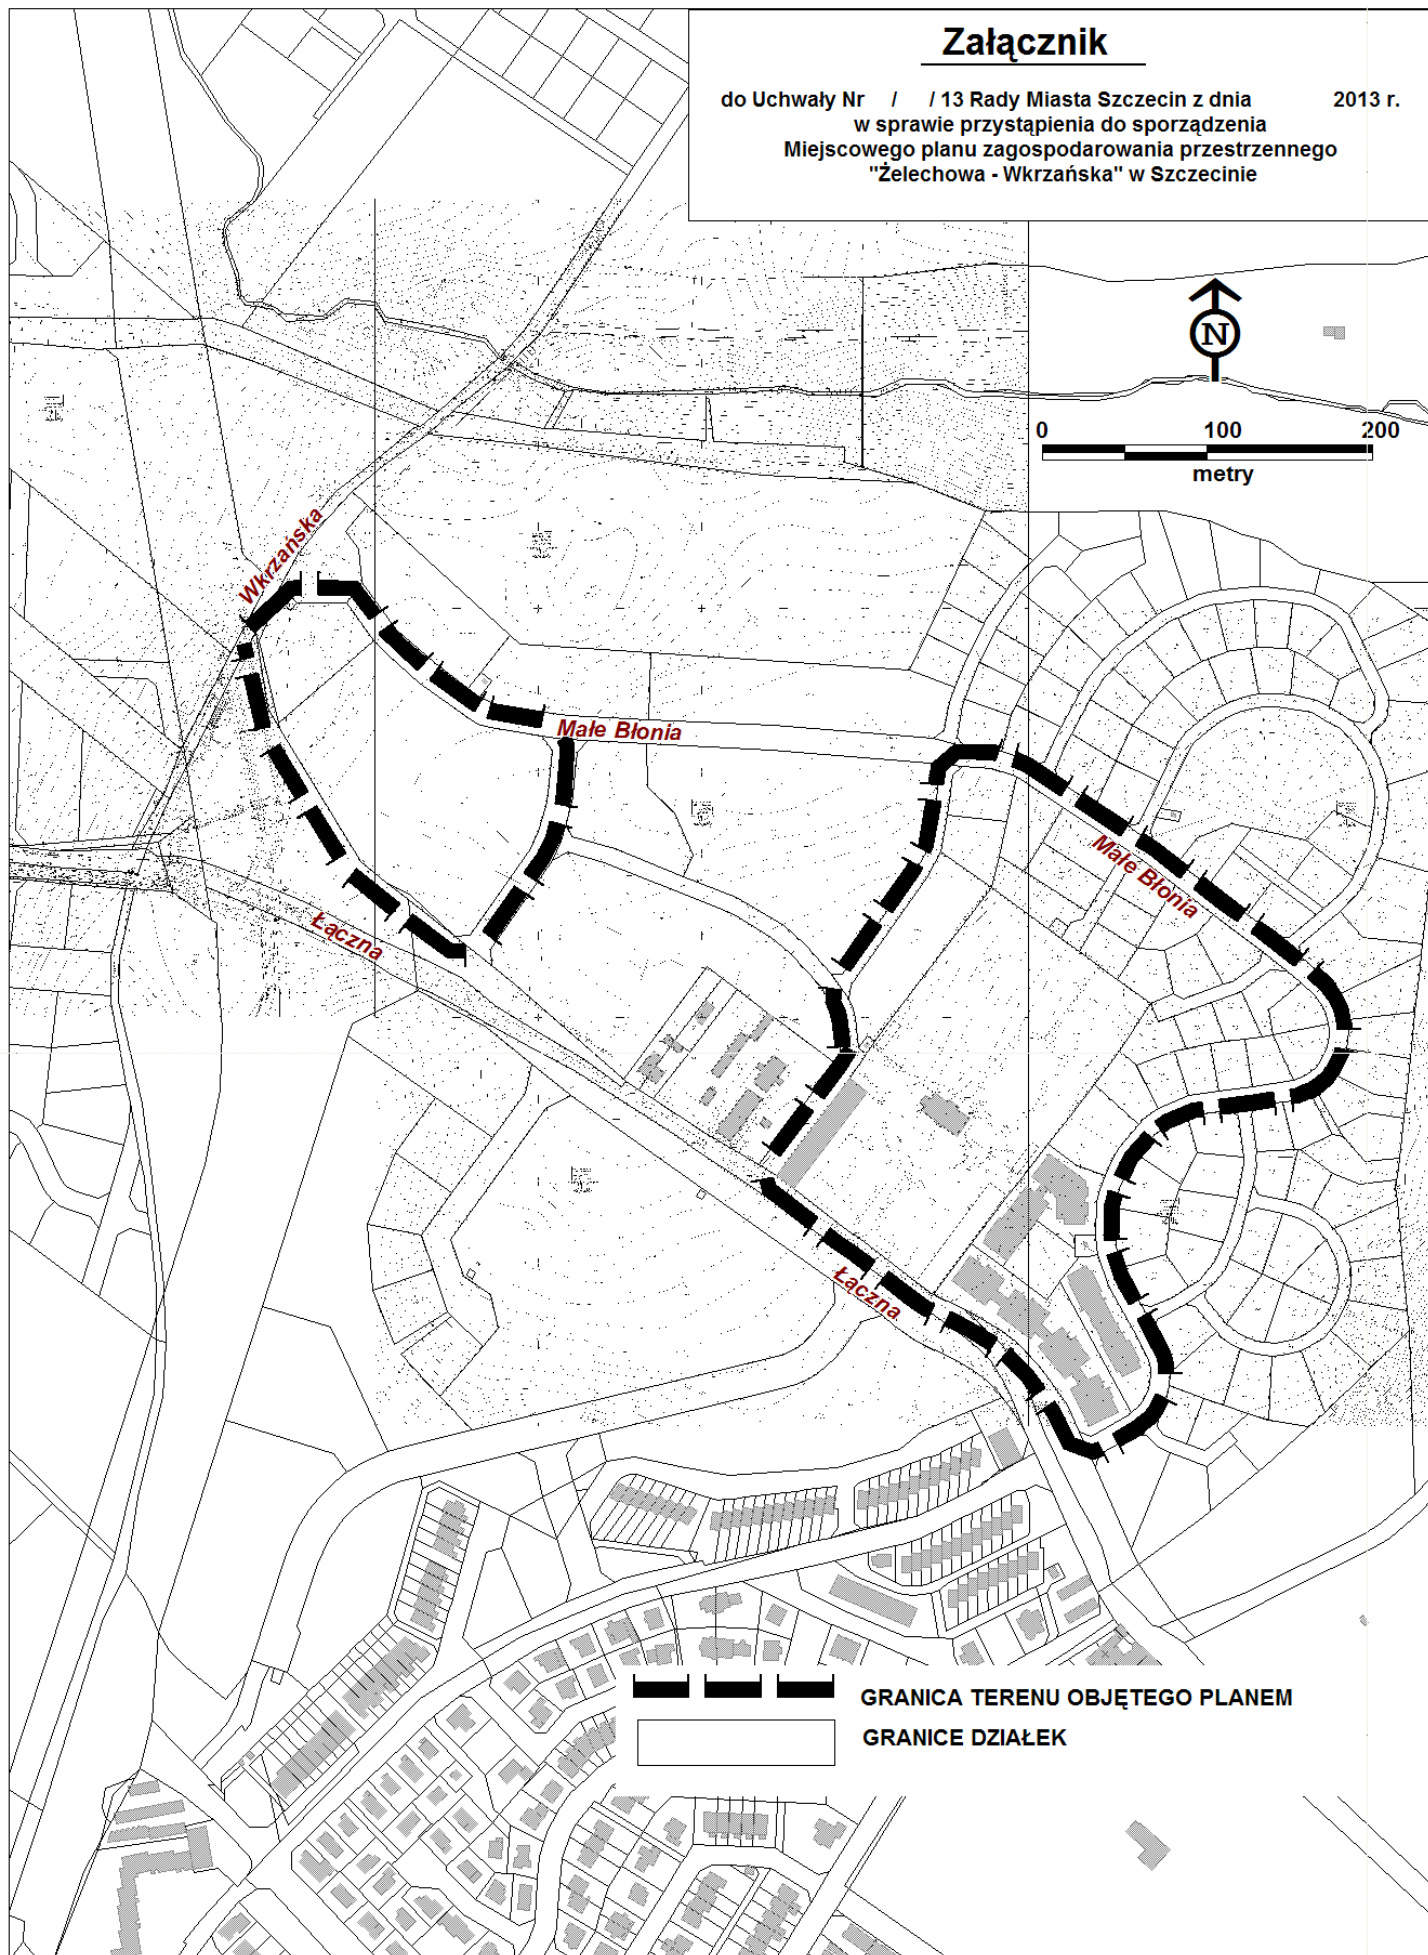 Załącznik
do Uchwały Nr / / 13 Rady Miasta Szczecin z dnia 2013 r.
w sprawie przystąpienia do sporządzenia
Miejscowego planu zagospodarowania przestrzennego
"Żelechowa - Wkrzańska" w Szczecinie
N
0 100 200
metry
Wkrzańska
Małe Błonia
Małe Błonia
Łączna
Łączna
GRANICA TERENU OBJĘTEGO PLANEM
GRANICE DZIAŁEK